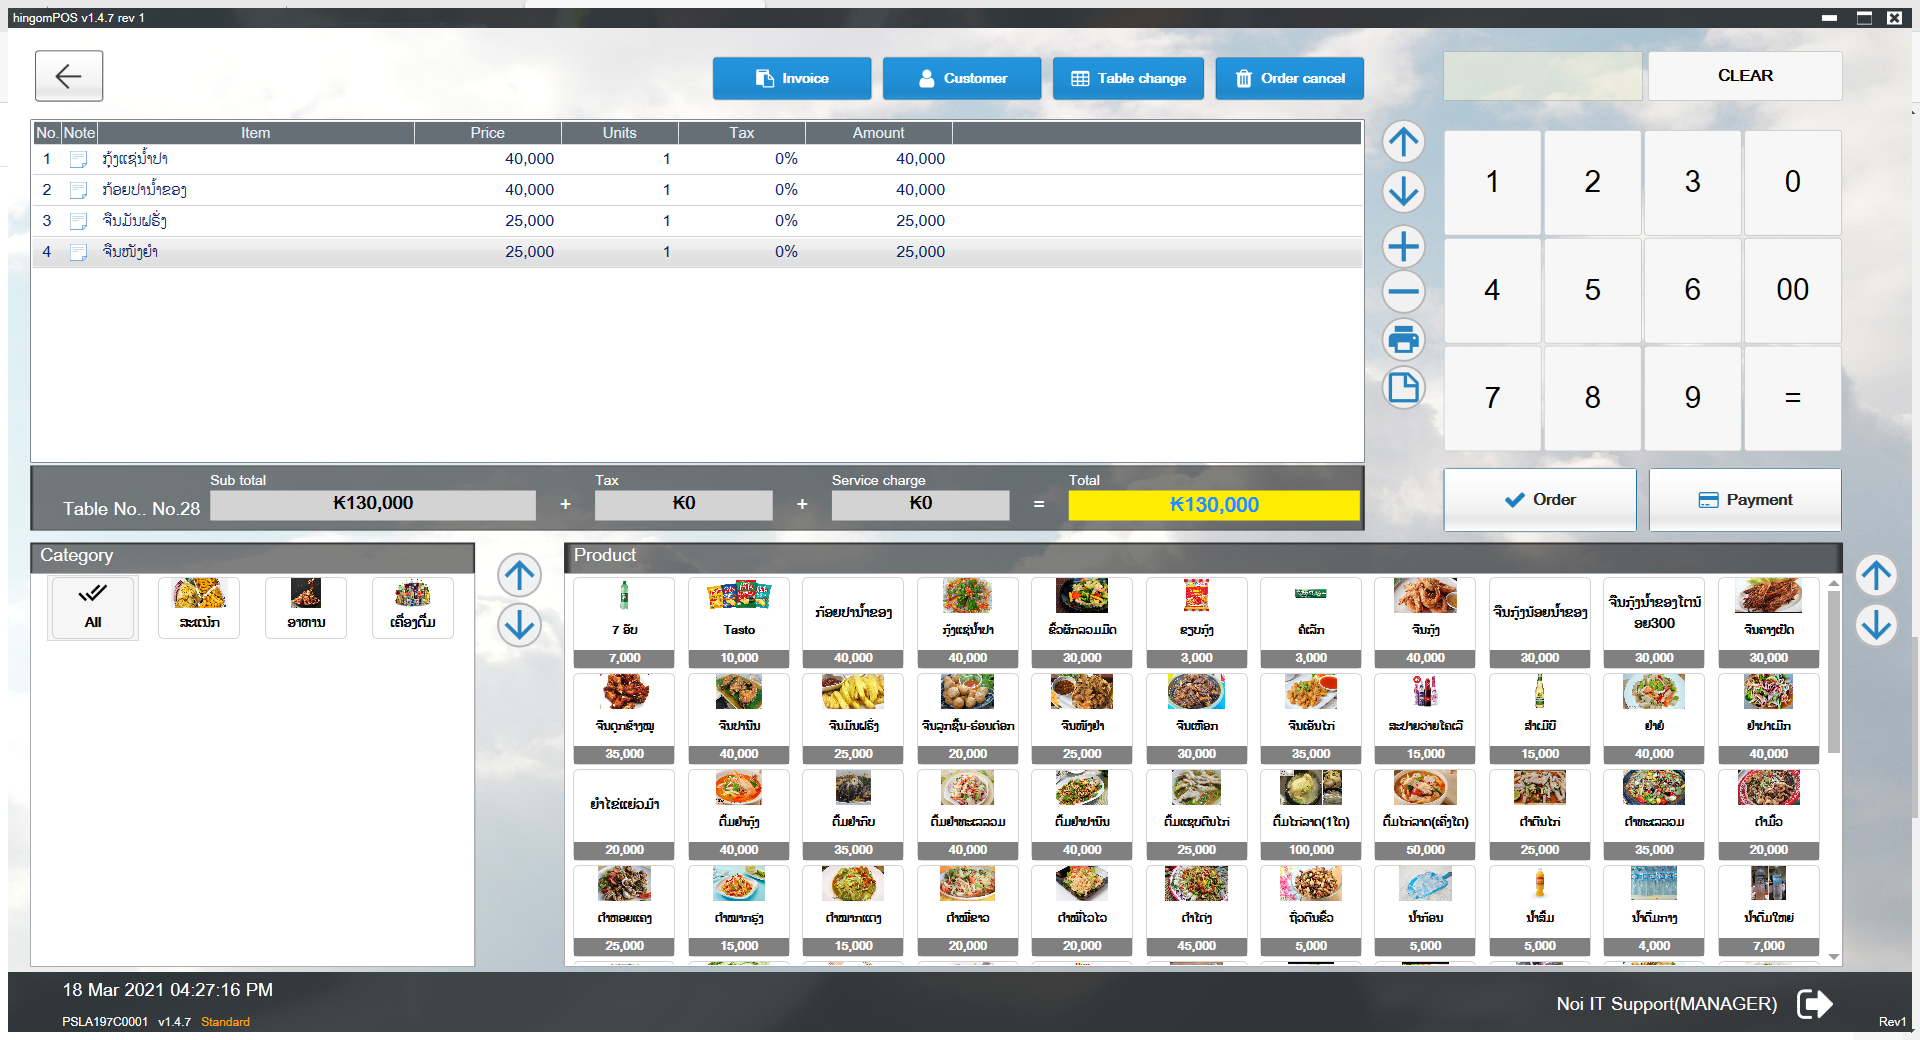 hingomPOS v1.4.7 rev 1
Invoice
Customer
Table change
Order cancel
CLEAR
No. Note Item Price Units Tax Amount
1 ກຸ້ງແຊ່ນ້ຳປາ 40,000 1 0% 40,000
2 ກ້ອຍປານ້ຳຂອງ 40,000 1 0% 40,000
3 ຈືນມັນຝຣັ່ງ 25,000 1 0% 25,000
4 ຈືນໜັງຍຳ 25,000 1 0% 25,000
1 2 3 0
4 5 6 00
7 8 9 =
Sub total Tax Service charge Total
Table No.. No.28 ₭130,000 + ₭0 + ₭0 = ₭130,000
Order
Payment
Category
All ສະແນັກ ອາຫານ ເຄື່ອງດື່ມ
Product
7 ອັບ Tasto ກ້ອຍປານ້ຳຂອງ ກຸ້ງແຊ່ນ້ຳປາ ຂົ້ວຜັກລວມມິດ ຂຽບກຸ້ງ ຄໍເລັກ ຈືນກຸ້ງ ຈືນກຸ້ງນ້ອຍນ້ຳຂອງ ຈືນກຸ້ງນ້ຳຂອງໂຕນ້ອຍ300 ຈືນຄາງເປັດ
7,000 10,000 40,000 40,000 30,000 3,000 3,000 40,000 30,000 30,000 30,000
ຈືນດູກຂ້າງໝູ ຈືນປານິນ ຈືນມັນຝຣັ່ງ ຈືນລູກຊີ້ນ-ຮ໋ອດດ໋ອກ ຈືນໜັງຢຳ ຈືນເຫືອກ ຈືນເອັນໄກ່ ສະປາຍວາຍໂຄເລີ ສຳເມີບີ ຢຳຍໍ ຢຳປາເມິກ
35,000 40,000 25,000 20,000 25,000 30,000 35,000 15,000 15,000 40,000 40,000
ຍຳໄຂ່ແຍ່ວມ້າ ຕົ້ມຢຳກຸ້ງ ຕົ້ມຢຳກົບ ຕົ້ມຢຳທະເລລວມ ຕົ້ມຢຳປານິນ ຕົ້ມແຊບຕີນໄກ່ ຕົ້ມໄກ່ລາດ(1ໂຕ) ຕົ້ມໄກ່ລາດ(ເຄິ່ງໂຕ) ຕຳຕີນໄກ່ ຕຳທະເລລວມ ຕຳມົ້ວ
20,000 40,000 35,000 40,000 40,000 25,000 100,000 50,000 25,000 35,000 20,000
ຕຳຫອຍແຄງ ຕຳໝາກຮຸ່ງ ຕຳໝາກແຕງ ຕຳໝີ່ຂາວ ຕຳໝີ່ໄວໄວ ຕຳໄດ່ງ ຖົ່ວດິນຂົ້ວ ນ້ຳກ້ອນ ນ້ຳສົ້ມ ນ້ຳດື່ມກາງ ນ້ຳດື່ມໃຫຍ່
25,000 15,000 15,000 20,000 20,000 45,000 5,000 5,000 5,000 4,000 7,000
18 Mar 2021 04:27:16 PM
Noi IT Support(MANAGER)
PSLA197C0001 v1.4.7 Standard
Rev1